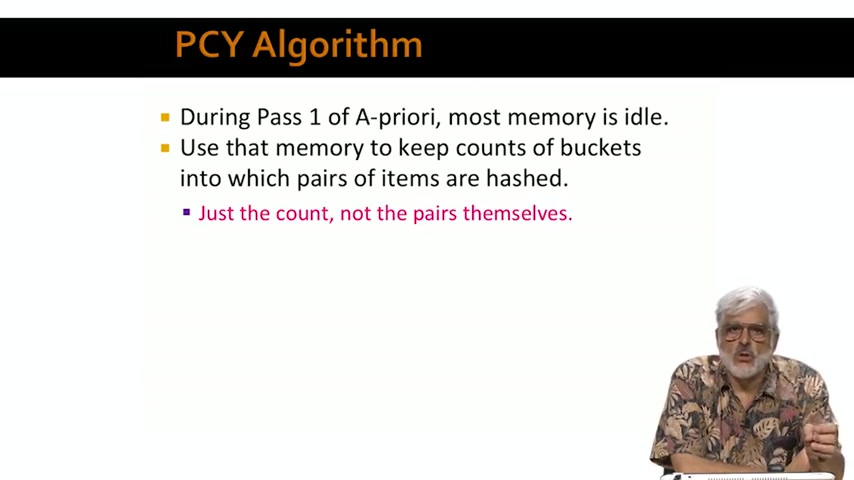 PCY Algorithm
During Pass 1 of A-priori, most memory is idle.
Use that memory to keep counts of buckets
into which pairs of items are hashed.
Just the count, not the pairs themselves.